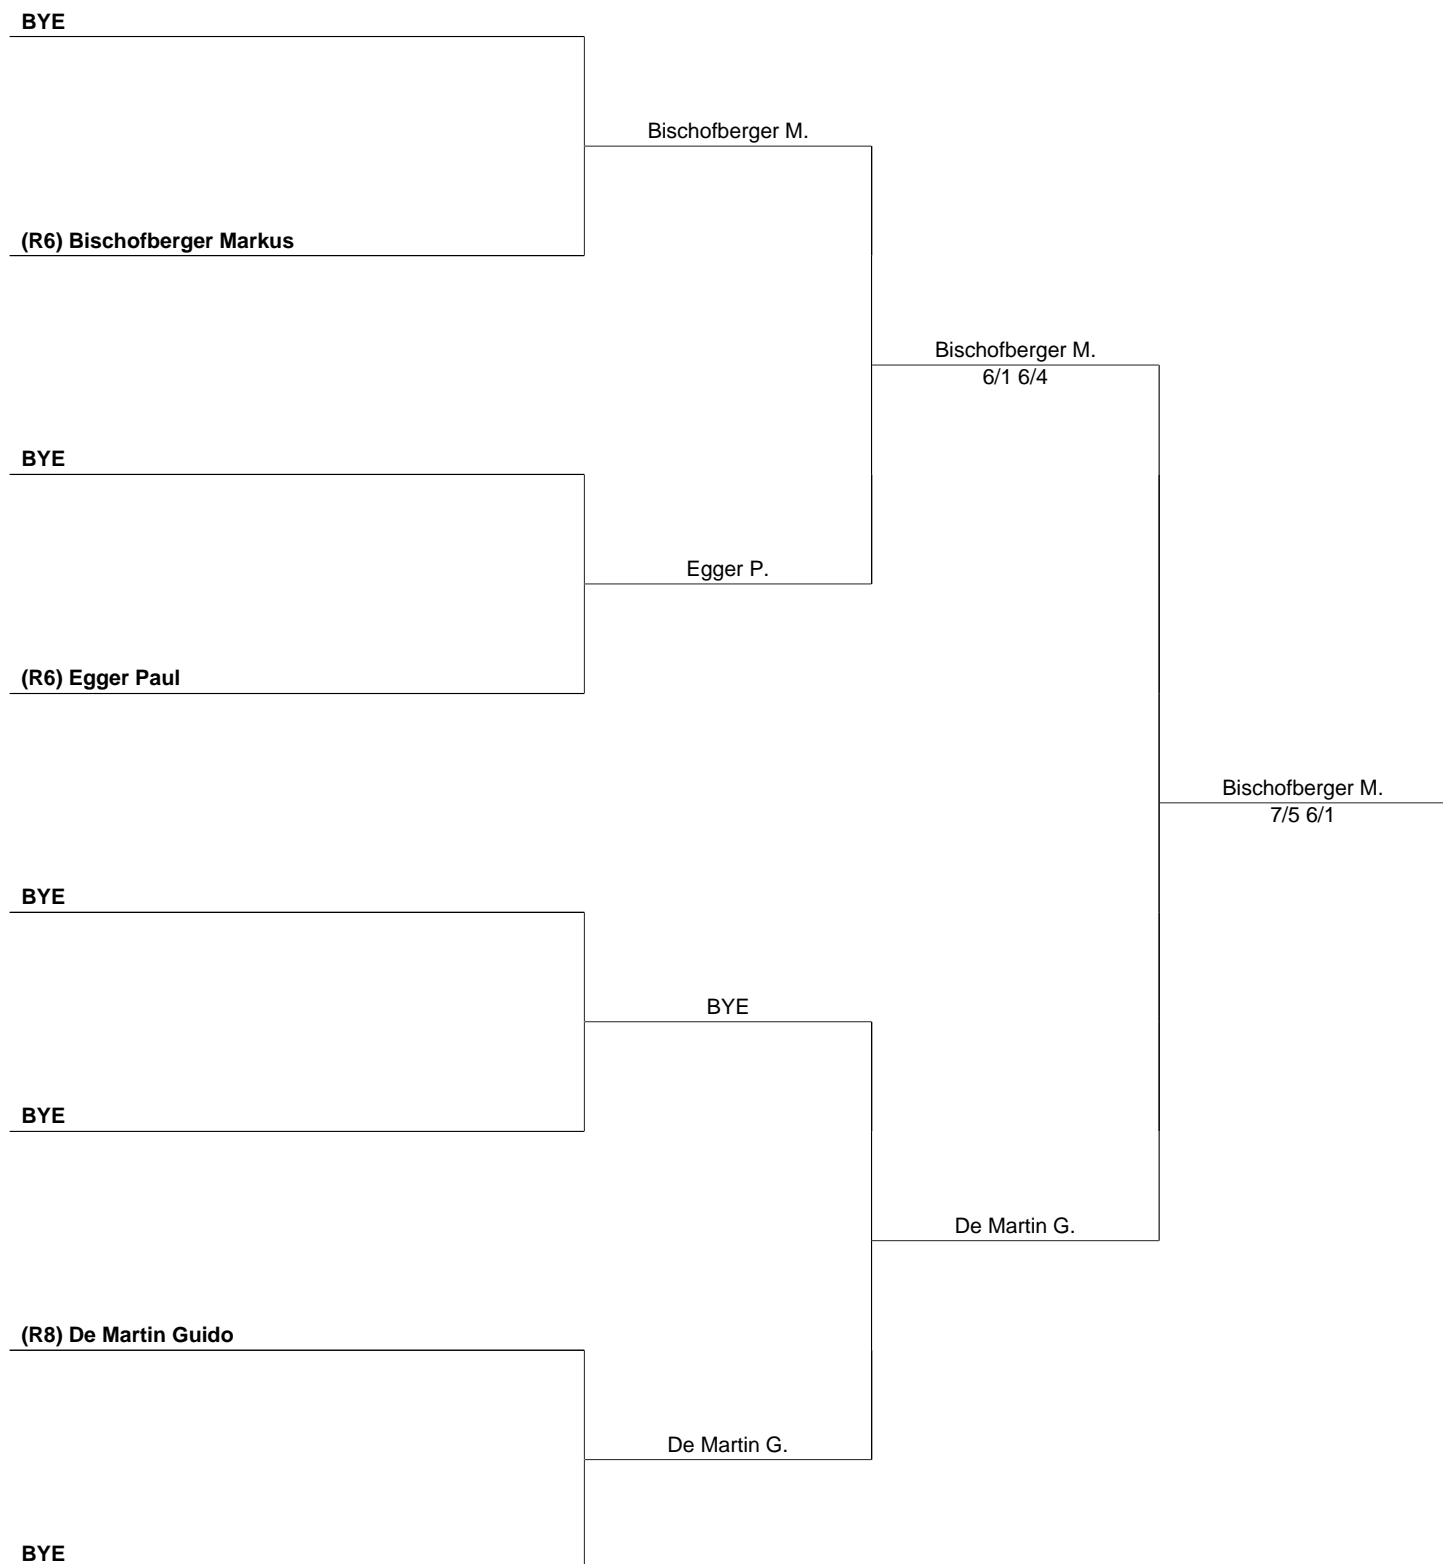 BYE
Bischofberger M.
(R6) Bischofberger Markus
Bischofberger M.
6/1 6/4
BYE
Egger P.
(R6) Egger Paul
Bischofberger M.
7/5 6/1
BYE
BYE
BYE
De Martin G.
(R8) De Martin Guido
De Martin G.
BYE